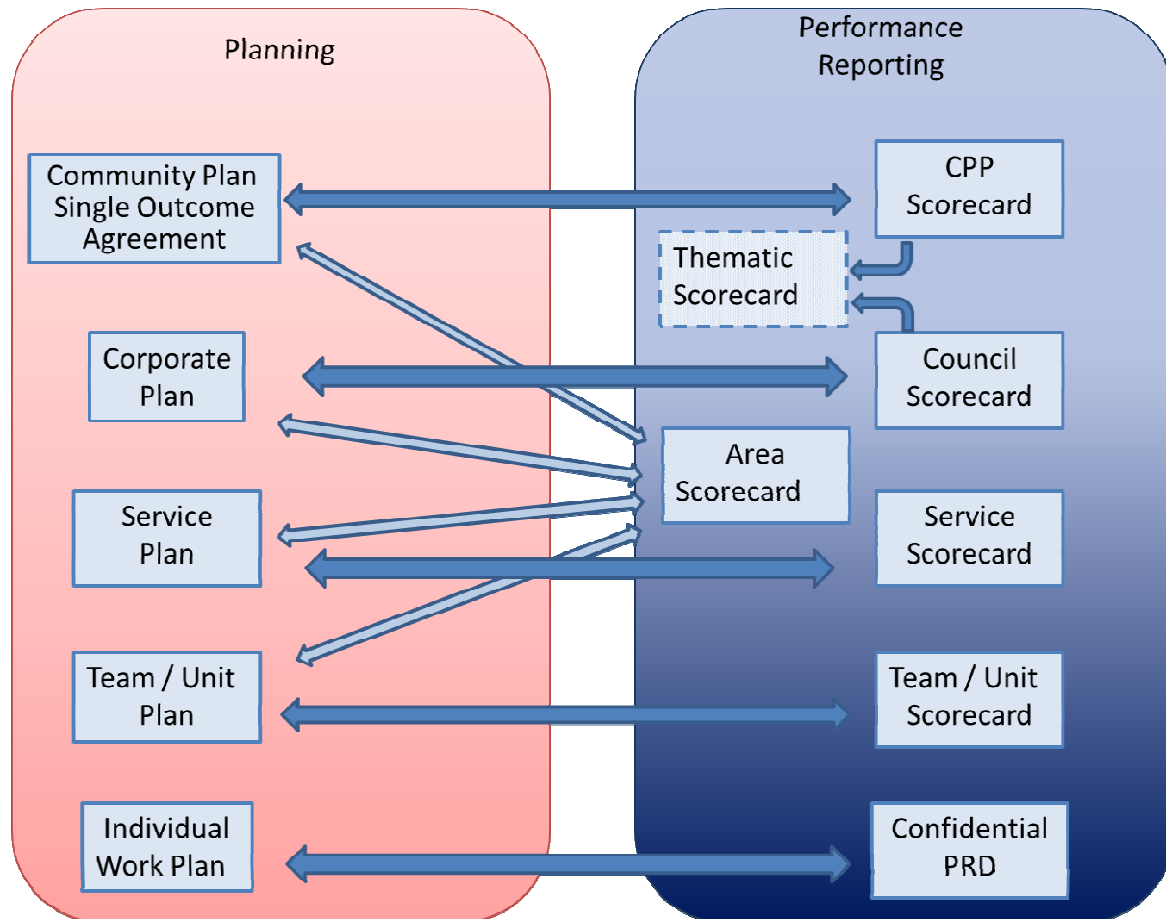 Planning
Community Plan
Single Outcome
Agreement
Corporate
Plan
Service
Plan
Team / Unit
Plan
Individual
Work Plan
Performance
Reporting
CPP
Scorecard
Thematic
Scorecard
Council
Scorecard
Area
Scorecard
Service
Scorecard
Team / Unit
Scorecard
Confidential
PRD